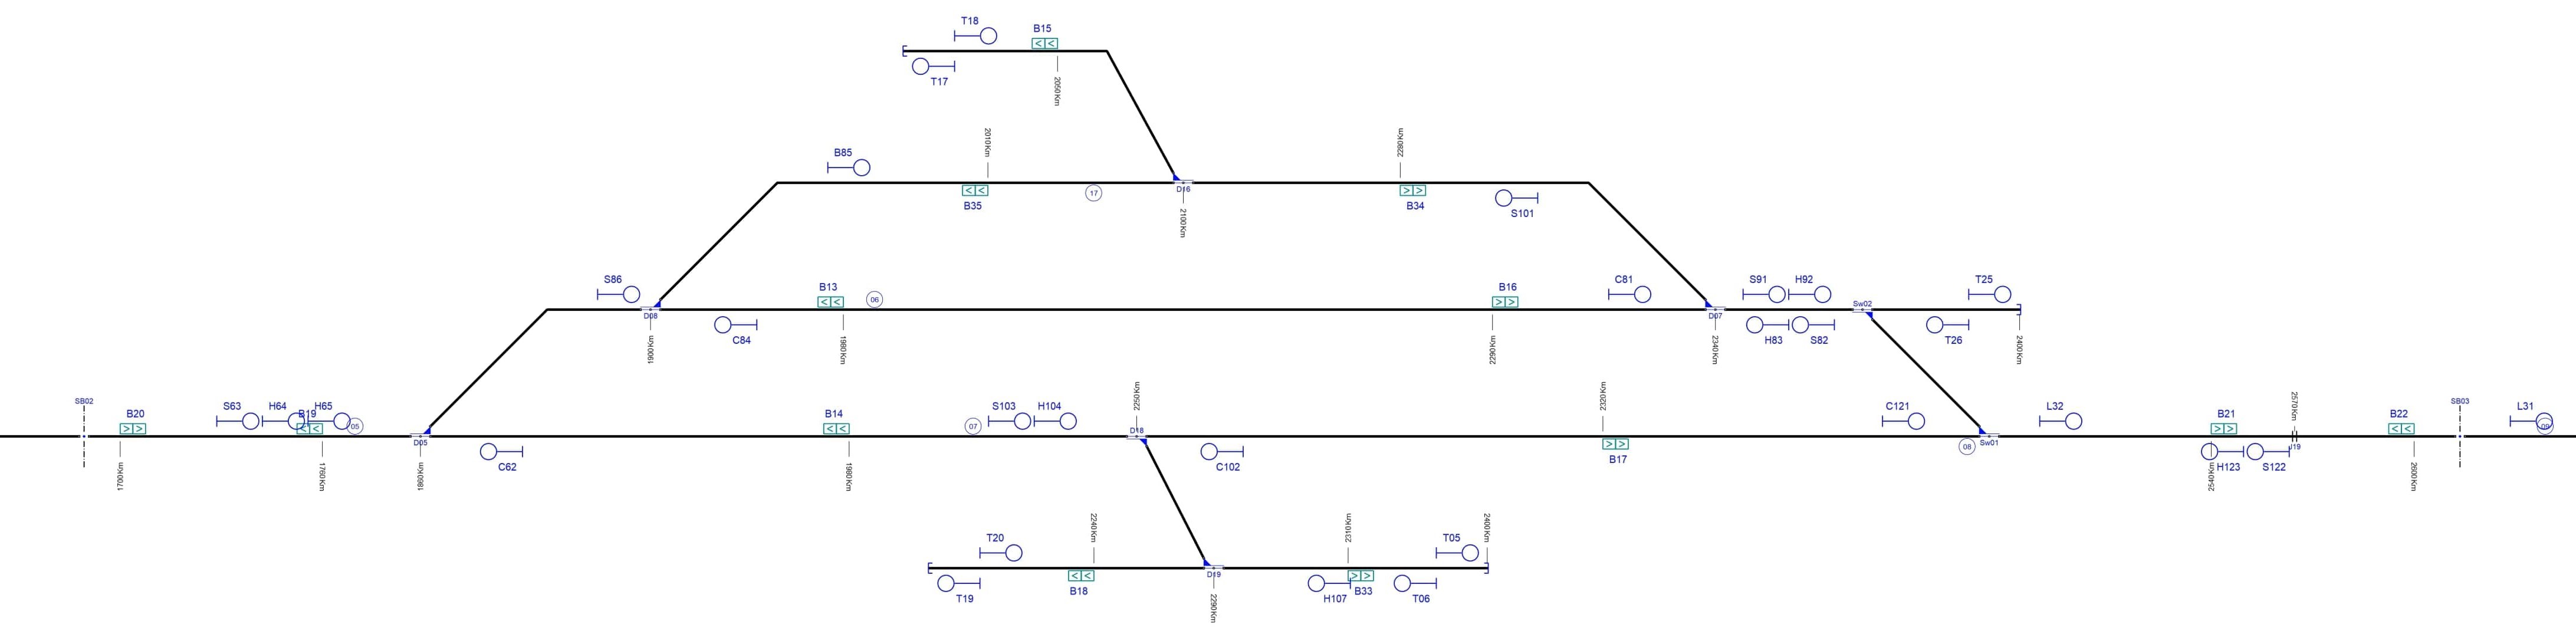 T18
B15
< <
T17
2050Km
2010Km
2280Km
B85
< <
17
D16
> >
B35
B34
S101
2100Km
S86
B13
06
B16
C81
S91
H92
Sw02
T25
< <
> >
D08
D07
C84
H83
S82
T26
1900Km
1980Km
2290Km
2340Km
2400Km
2250Km
2320Km
2570Km
SB02
SB03
B20
S63
H64
B19
H65
B14
S103
H104
C121
L32
B21
B22
L31
> >
< <
05
< <
07
D18
> >
< <
09
D05
> >
08
Sw01
J19
C62
C102
B17
H123
S122
1700Km
1760Km
1860Km
1980Km
2540Km
2600Km
2240Km
2310Km
2400Km
T20
T05
< <
D19
> >
T19
B18
H107
B33
T06
2290Km